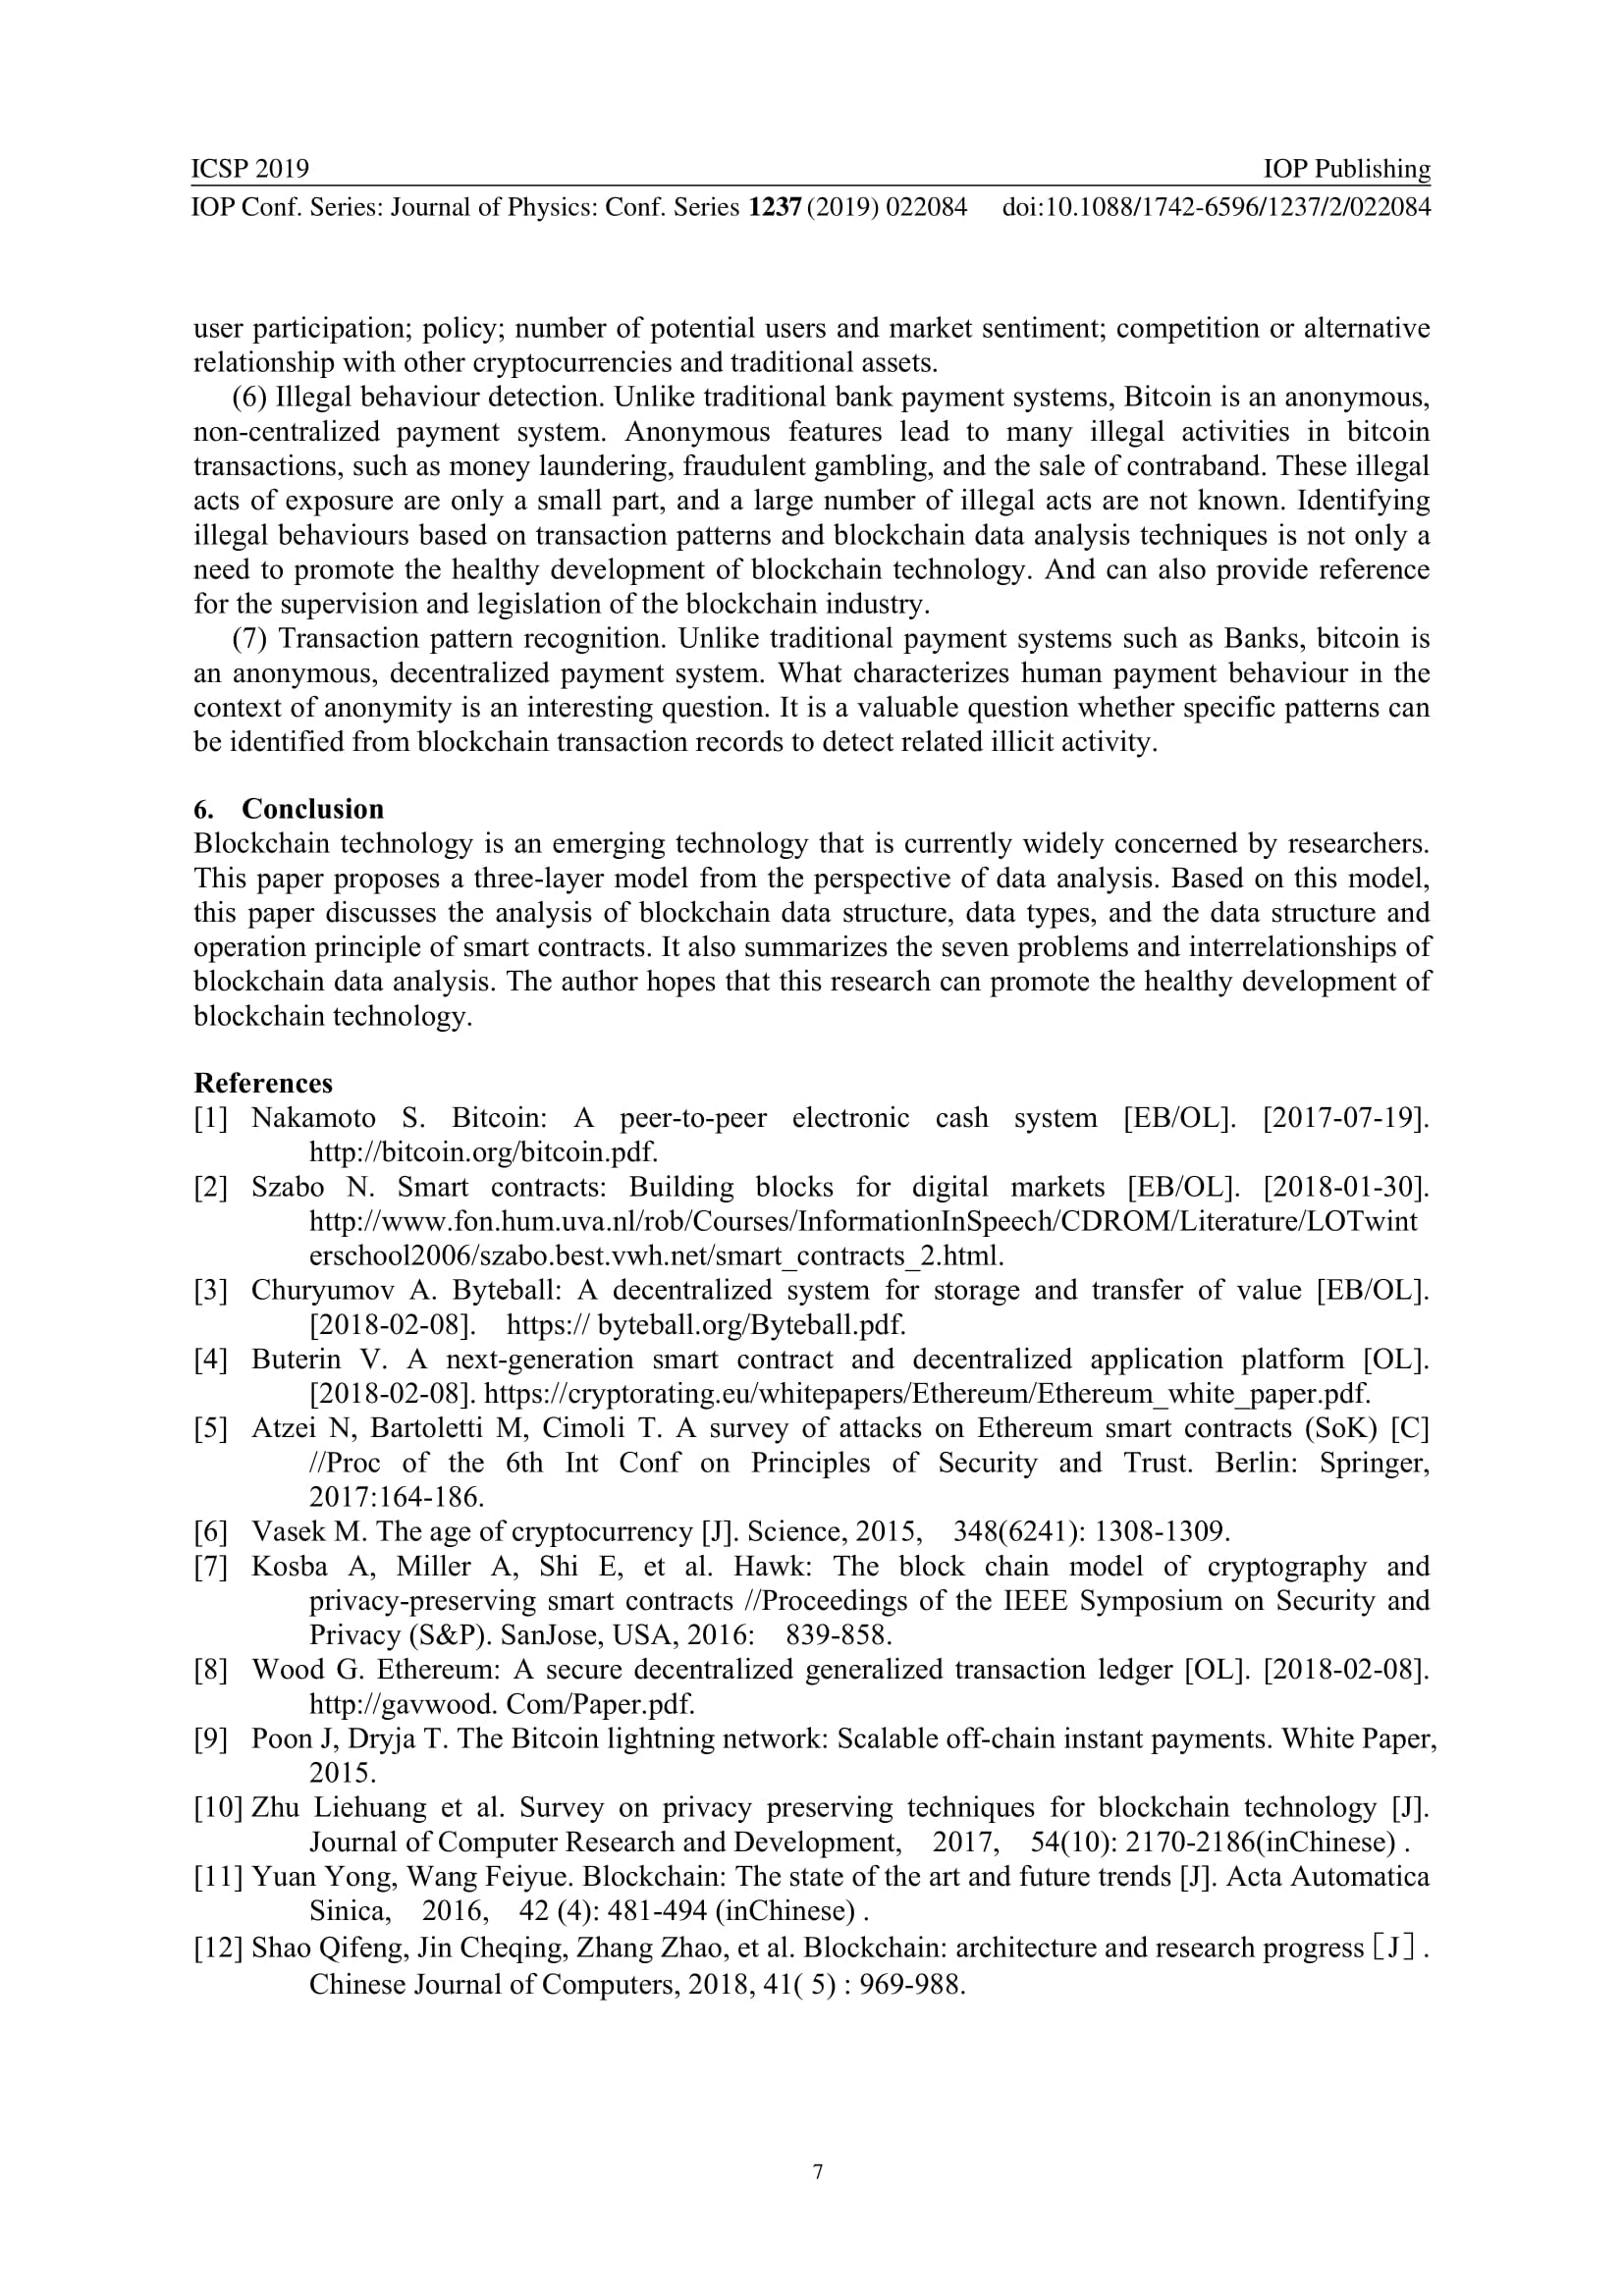 ICSP 2019 IOP Publishing
IOP Conf. Series: Journal of Physics: Conf. Series 1237 (2019) 022084 doi:10.1088/1742-6596/1237/2/022084
user participation; policy; number of potential users and market sentiment; competition or alternative
relationship with other cryptocurrencies and traditional assets.
(6) Illegal behaviour detection. Unlike traditional bank payment systems, Bitcoin is an anonymous,
non-centralized payment system. Anonymous features lead to many illegal activities in bitcoin
transactions, such as money laundering, fraudulent gambling, and the sale of contraband. These illegal
acts of exposure are only a small part, and a large number of illegal acts are not known. Identifying
illegal behaviours based on transaction patterns and blockchain data analysis techniques is not only a
need to promote the healthy development of blockchain technology. And can also provide reference
for the supervision and legislation of the blockchain industry.
(7) Transaction pattern recognition. Unlike traditional payment systems such as Banks, bitcoin is
an anonymous, decentralized payment system. What characterizes human payment behaviour in the
context of anonymity is an interesting question. It is a valuable question whether specific patterns can
be identified from blockchain transaction records to detect related illicit activity.
6. Conclusion
Blockchain technology is an emerging technology that is currently widely concerned by researchers.
This paper proposes a three-layer model from the perspective of data analysis. Based on this model,
this paper discusses the analysis of blockchain data structure, data types, and the data structure and
operation principle of smart contracts. It also summarizes the seven problems and interrelationships of
blockchain data analysis. The author hopes that this research can promote the healthy development of
blockchain technology.
References
[1] Nakamoto S. Bitcoin: A peer-to-peer electronic cash system [EB/OL]. [2017-07-19].
http://bitcoin.org/bitcoin.pdf.
[2] Szabo N. Smart contracts: Building blocks for digital markets [EB/OL]. [2018-01-30].
http://www.fon.hum.uva.nl/rob/Courses/InformationInSpeech/CDROM/Literature/LOTwint
erschool2006/szabo.best.vwh.net/smart_contracts_2.html.
[3] Churyumov A. Byteball: A decentralized system for storage and transfer of value [EB/OL].
[2018-02-08]. https:// byteball.org/Byteball.pdf.
[4] Buterin V. A next-generation smart contract and decentralized application platform [OL].
[2018-02-08]. https://cryptorating.eu/whitepapers/Ethereum/Ethereum_white_paper.pdf.
[5] Atzei N, Bartoletti M, Cimoli T. A survey of attacks on Ethereum smart contracts (SoK) [C]
//Proc of the 6th Int Conf on Principles of Security and Trust. Berlin: Springer,
2017:164-186.
[6] Vasek M. The age of cryptocurrency [J]. Science, 2015, 348(6241): 1308-1309.
[7] Kosba A, Miller A, Shi E, et al. Hawk: The block chain model of cryptography and
privacy-preserving smart contracts //Proceedings of the IEEE Symposium on Security and
Privacy (S&P). SanJose, USA, 2016: 839-858.
[8] Wood G. Ethereum: A secure decentralized generalized transaction ledger [OL]. [2018-02-08].
http://gavwood. Com/Paper.pdf.
[9] Poon J, Dryja T. The Bitcoin lightning network: Scalable off-chain instant payments. White Paper,
2015.
[10] Zhu Liehuang et al. Survey on privacy preserving techniques for blockchain technology [J].
Journal of Computer Research and Development, 2017, 54(10): 2170-2186(inChinese) .
[11] Yuan Yong, Wang Feiyue. Blockchain: The state of the art and future trends [J]. Acta Automatica
Sinica, 2016, 42 (4): 481-494 (inChinese) .
[12] Shao Qifeng, Jin Cheqing, Zhang Zhao, et al. Blockchain: architecture and research progress［J］.
Chinese Journal of Computers, 2018, 41( 5) : 969-988.
7